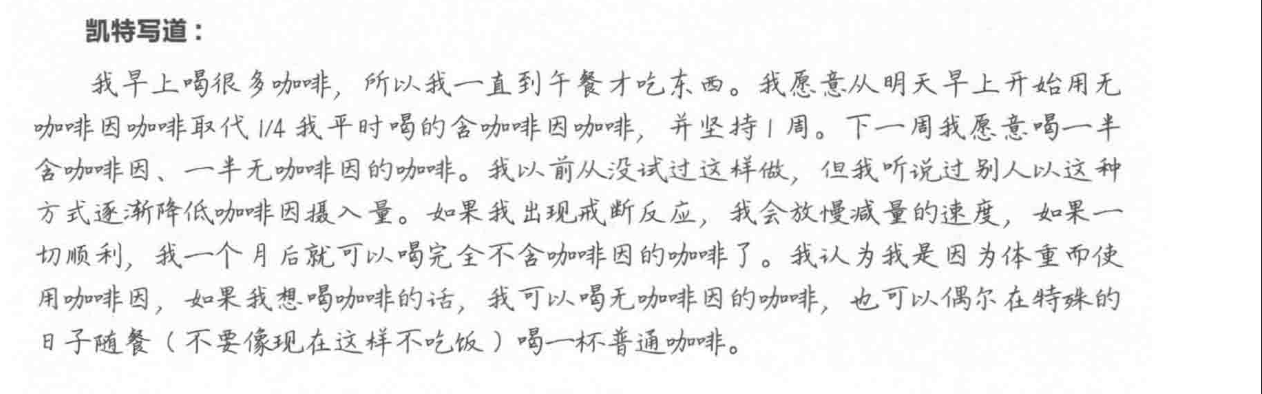 凯特写道：
我早上喝很多咖啡，所以我一直到午餐才吃东西。我愿意从明天早上开始用无
咖啡因咖啡取代 1/4 我平时喝的含咖啡因咖啡，并坚持 1 周。下一周我愿意喝一半
含咖啡因、一半无咖啡因的咖啡。我以前从没试过这样做，但我听说过别人以这种
方式逐渐降低咖啡因摄入量。如果我出现戒断反应，我会放慢减量的速度，如果一
切顺利，我一个月后就可以喝完全不含咖啡因的咖啡了。我认为我是因为体重而使
用咖啡因，如果我想喝咖啡的话，我可以喝无咖啡因的咖啡，也可以偶尔在特殊的
日子随餐（不要像现在这样不吃饭）喝一杯普通咖啡。